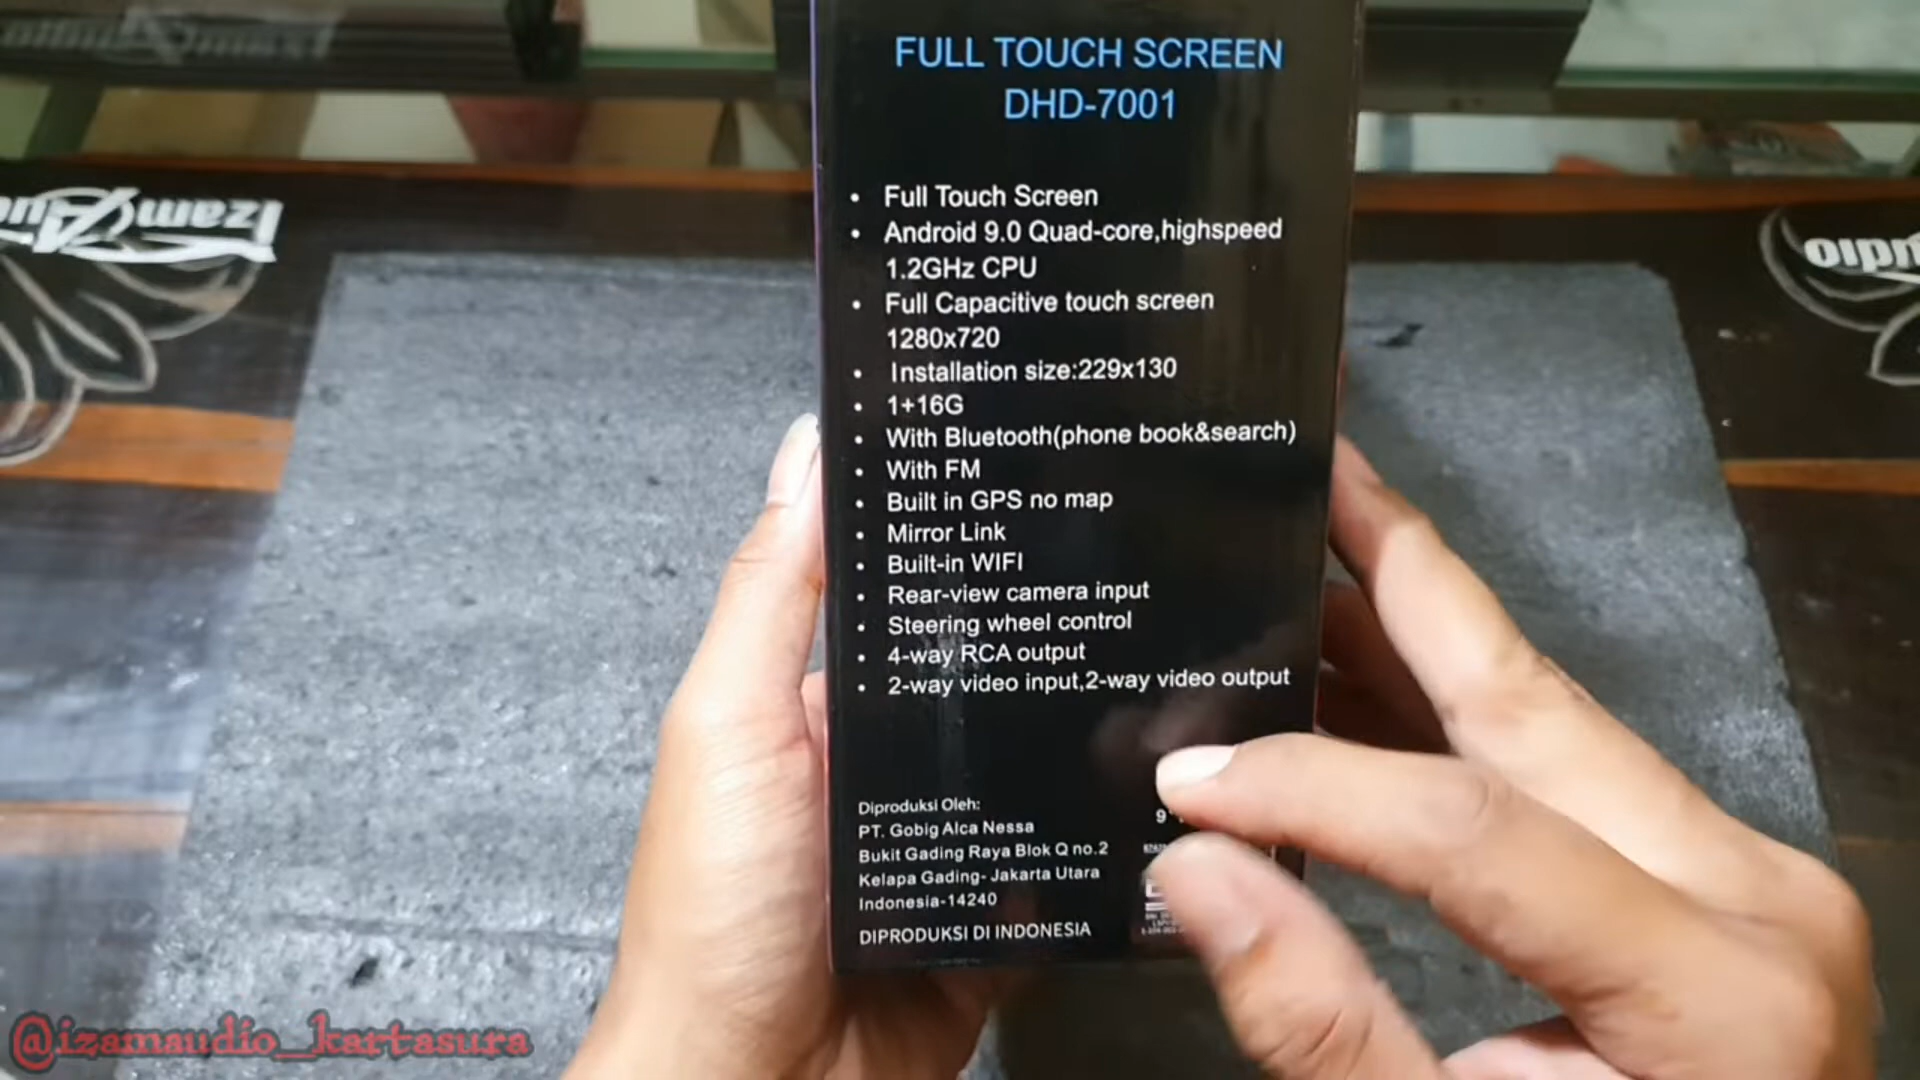 FULL TOUCH SCREEN
DHD-7001
• Full Touch Screen
• Android 9.0 Quad-core,highspeed
1.2GHz CPU
• Full Capacitive touch screen
1280x720
• Installation size:229x130
• 1+16G
• With Bluetooth(phone book&search)
• With FM
• Built in GPS no map
• Mirror Link
• Built-in WIFI
• Rear-view camera input
• Steering wheel control
• 4-way RCA output
• 2-way video input,2-way video output
Diproduksi Oleh:
PT. Gobig Alca Nessa
Bukit Gading Raya Blok Q no.2
Kelapa Gading- Jakarta Utara
Indonesia-14240
DIPRODUKSI DI INDONESIA
9
Izam
udio
@izamaudio_kartasura